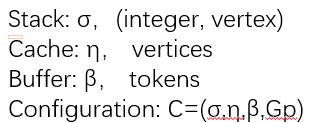 Stack: σ,   (integer, vertex)
Cache: η,    vertices
Buffer: β,    tokens
Configuration: C=(σ,η,β,Gp)